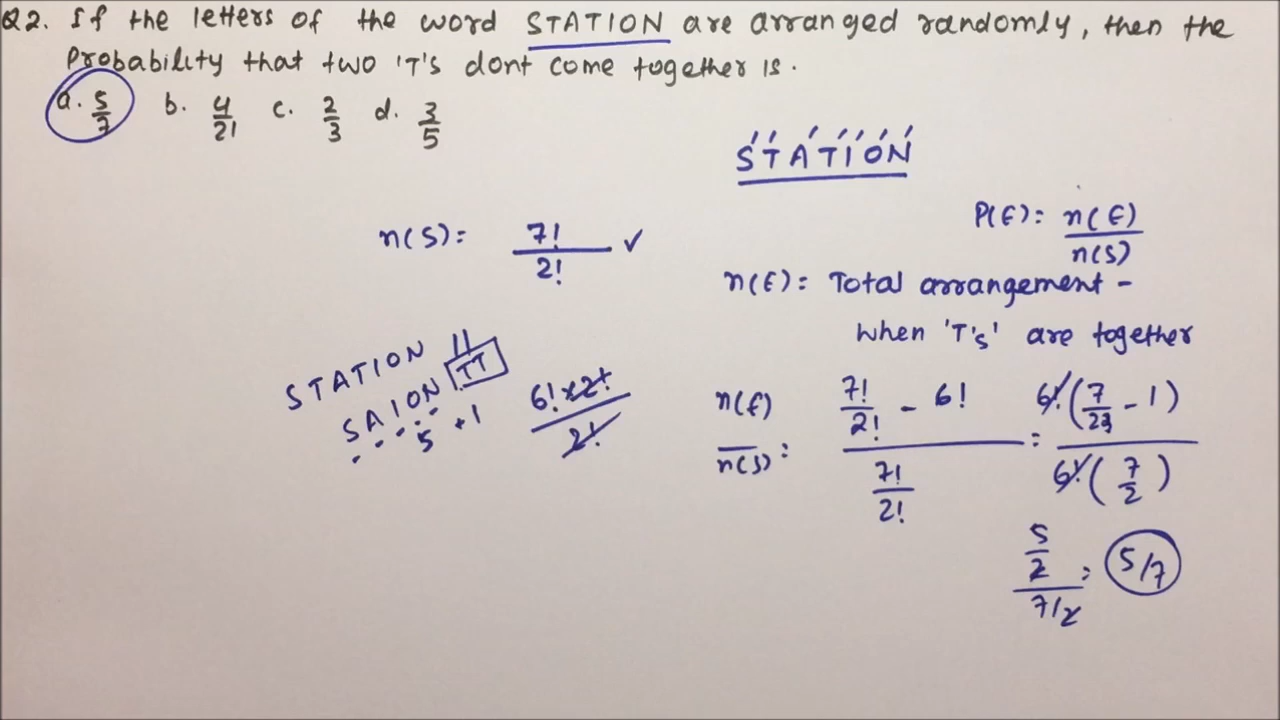 Q2. If the letters of the word STATION are arranged randomly, then the
Probability that two 'T's dont come together is.
a. 5/7 b. 4/21 c. 2/3 d. 3/5
STATION
n(S): 7!/2! ✓
P(E): n(E)/n(S)
n(E): Total arrangement -
when 'T's' are together
STATION
SAION TT
5 +1
6!×2!/2!
n(E)/n(S) : (7!/2! - 6!)/(7!/2!) = 6!(7/2 - 1)/6!(7/2)
(5/2)/(7/2) = 5/7